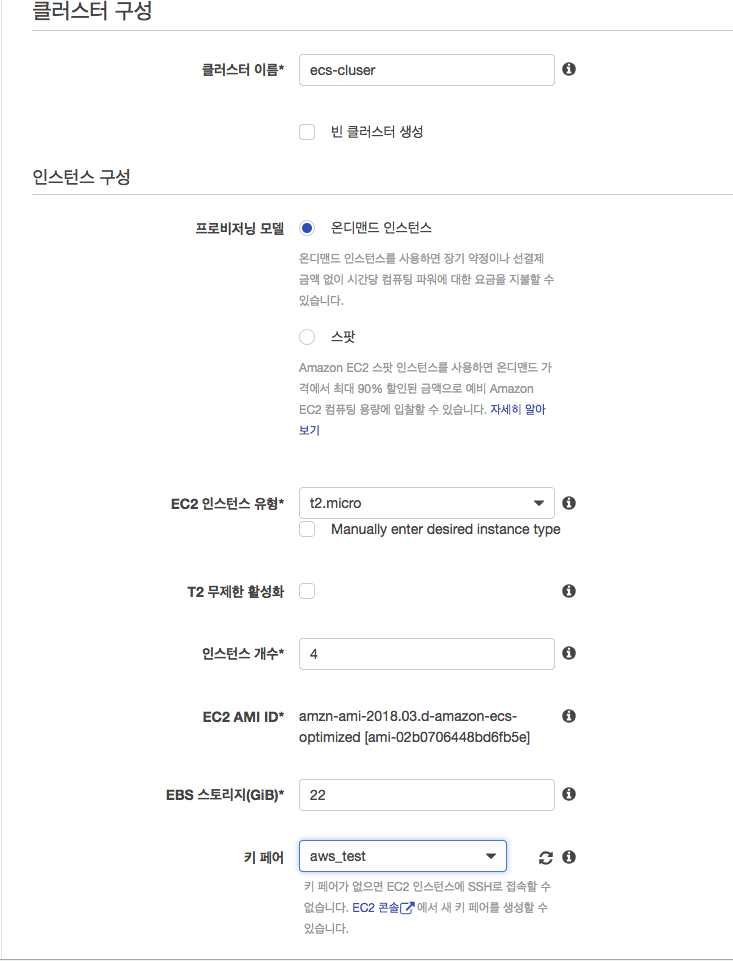 클러스터 구성
클러스터 이름* ecs-cluser
빈 클러스터 생성
인스턴스 구성
프로비저닝 모델 온디맨드 인스턴스
온디맨드 인스턴스를 사용하면 장기 약정이나 선결제
금액 없이 시간당 컴퓨팅 파워에 대한 요금을 지불할 수
있습니다.
스팟
Amazon EC2 스팟 인스턴스를 사용하면 온디맨드 가
격에서 최대 90% 할인된 금액으로 예비 Amazon
EC2 컴퓨팅 용량에 입찰할 수 있습니다. 자세히 알아
보기
EC2 인스턴스 유형* t2.micro
Manually enter desired instance type
T2 무제한 활성화
인스턴스 개수* 4
EC2 AMI ID* amzn-ami-2018.03.d-amazon-ecs-
optimized [ami-02b0706448bd6fb5e]
EBS 스토리지(GiB)* 22
키 페어 aws_test
키 페어가 없으면 EC2 인스턴스에 SSH로 접속할 수
없습니다. EC2 콘솔에서 새 키 페어를 생성할 수
있습니다.